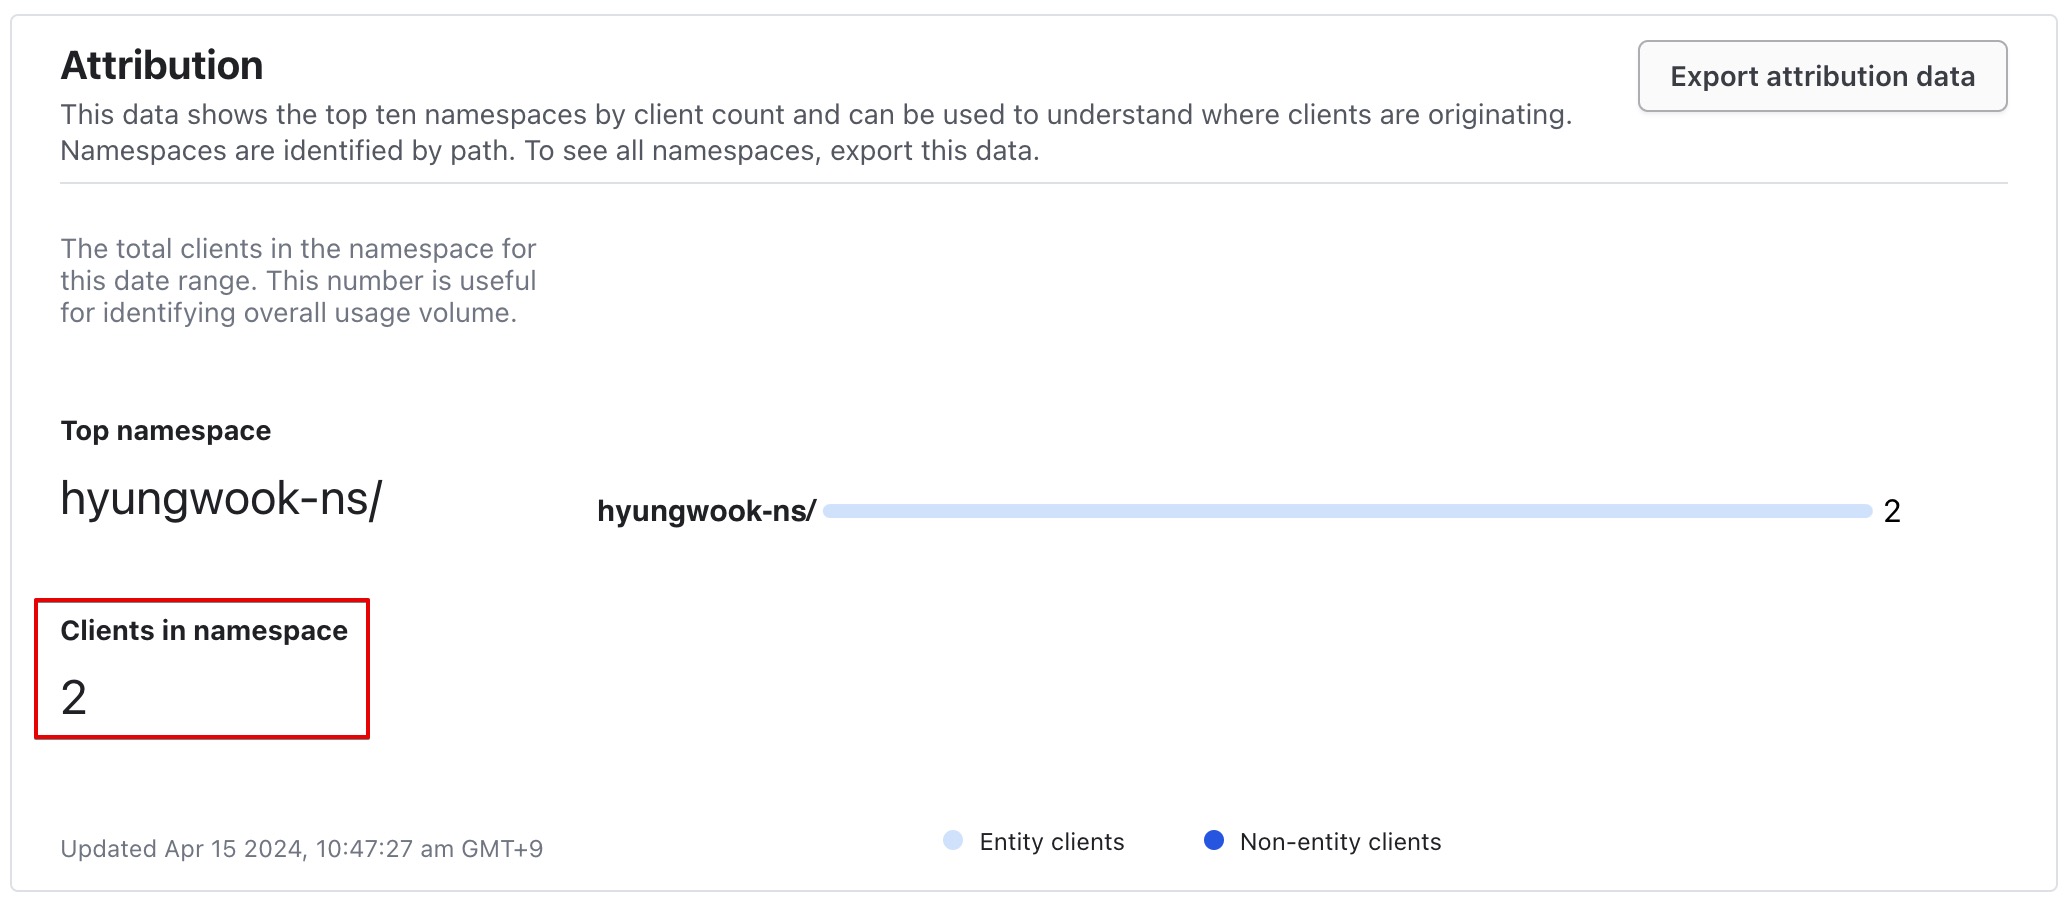 Attribution
Export attribution data
This data shows the top ten namespaces by client count and can be used to understand where clients are originating.
Namespaces are identified by path. To see all namespaces, export this data.
The total clients in the namespace for
this date range. This number is useful
for identifying overall usage volume.
Top namespace
hyungwook-ns/
hyungwook-ns/ 2
Clients in namespace
2
Updated Apr 15 2024, 10:47:27 am GMT+9
Entity clients
Non-entity clients